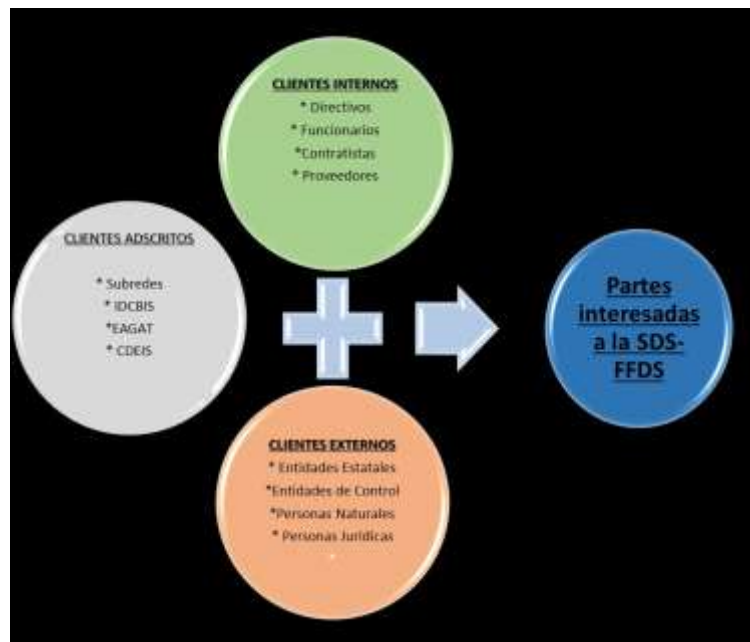 CLIENTES INTERNOS
* Directivos
* Funcionarios
*Contratistas
* Proveedores
CLIENTES ADSCRITOS
* Subredes
* IDCBIS
*EAGAT
* CDEIS
CLIENTES EXTERNOS
* Entidades Estatales
*Entidades de Control
*Personas Naturales
* Personas Jurídicas
*
Partes
interesadas
a la SDS-
FFDS